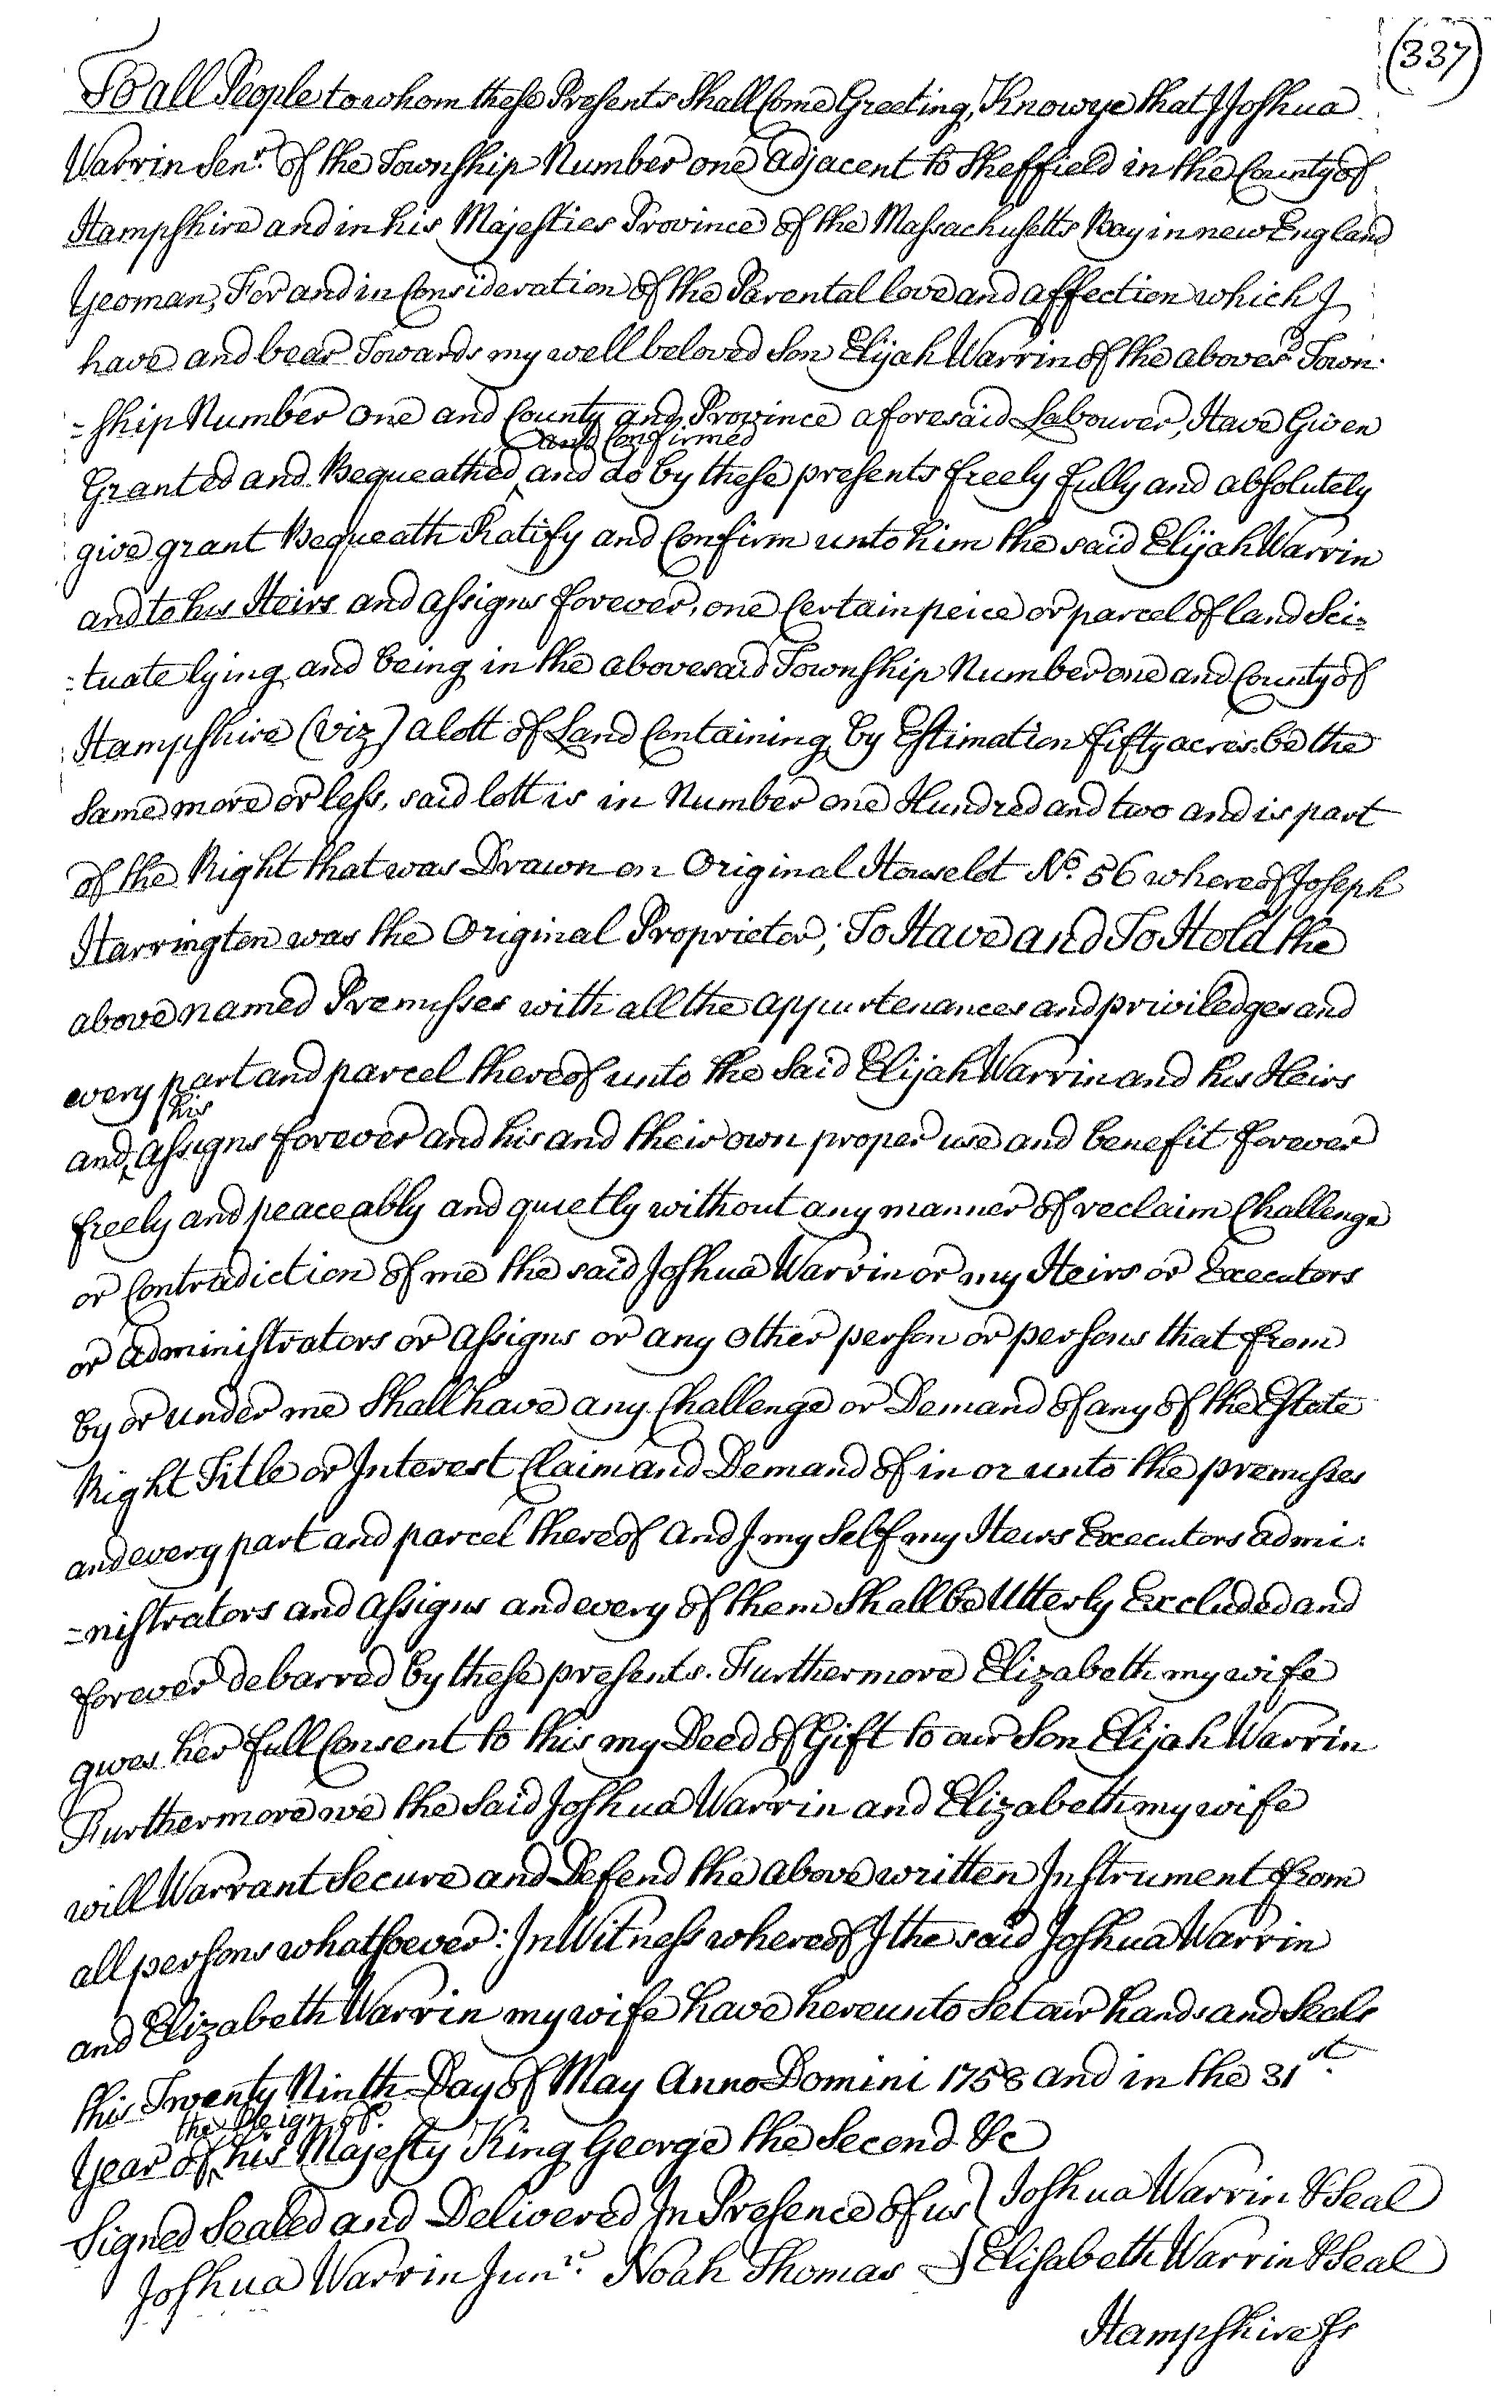 (337)
To all People to whom these Presents Shall Come Greeting, Know ye that I Joshua
Warrin Senr. of the Township Number one adjacent to Sheffield in the County of
Hampshire and in his Majesties Province of the Massachusetts Bay in new England
Yeoman, For and in Consideration of the Parental love and affection which I
have and bear Towards my well beloved Son Elijah Warrin of the aboves.d Town-
=ship Number one and County and Province aforesaid Labourer, Have Given
and Confirmed
Granted and Bequeathed ^ and do by these presents freely fully and absolutely
give grant Bequeath Ratify and Confirm unto him the said Elijah Warrin
and to his Heirs and assigns forever, one Certain peice or parcel of land Sci=
=tuate lying and being in the abovesaid Township Number one and County of
Hampshire (viz) a lott of Land Containing by Estimation fifty acres be the
Same more or less, said lott is in Number one Hundred and two and is part
of the Right that was Drawn on Original Houselot No. 56 whereof Joseph
Harrington was the Original Proprietor; To Have and To Hold the
above named Premisses with all the appurtenances and priviledges and
every part and parcel thereof unto the Said Elijah Warrin and his Heirs
his
and ^ assigns forever and his and their own proper use and benefit forever
freely and peaceably and quietly without any manner of reclaim Challenge
or Contradiction of me the said Joshua Warrin or my Heirs or Executors
or administrators or assigns or any other person or persons that from
by or under me Shall have any Challenge or Demand of any of the Estate
Right Title or Interest Claim and Demand of in or unto the premisses
and every part and parcel thereof and I my Self my Heirs Executors admi:
=nistrators and assigns and every of them Shall be Utterly Excluded and
forever debarred by these presents. Furthermore Elizabeth my wife
gives her full Consent to this my Deed of Gift to our Son Elijah Warrin
Furthermore we the Said Joshua Warrin and Elizabeth my wife
will Warrant Secure and Defend the above written Instrument from
all persons whatsoever: In Witness whereof I the said Joshua Warrin
and Elizabeth Warrin my wife have hereunto Set our hands and Seals
this Twenty Ninth Day of May Anno Domini 1758 and in the 31st.
the Reign of
Year of ^ his Majesty King George the Second &c
Signed Sealed and Delivered In Presence of us } Joshua Warrin & Seal
Joshua Warrin Junr. Noah Thomas } Elisabeth Warrin & Seal
Hampshire ss